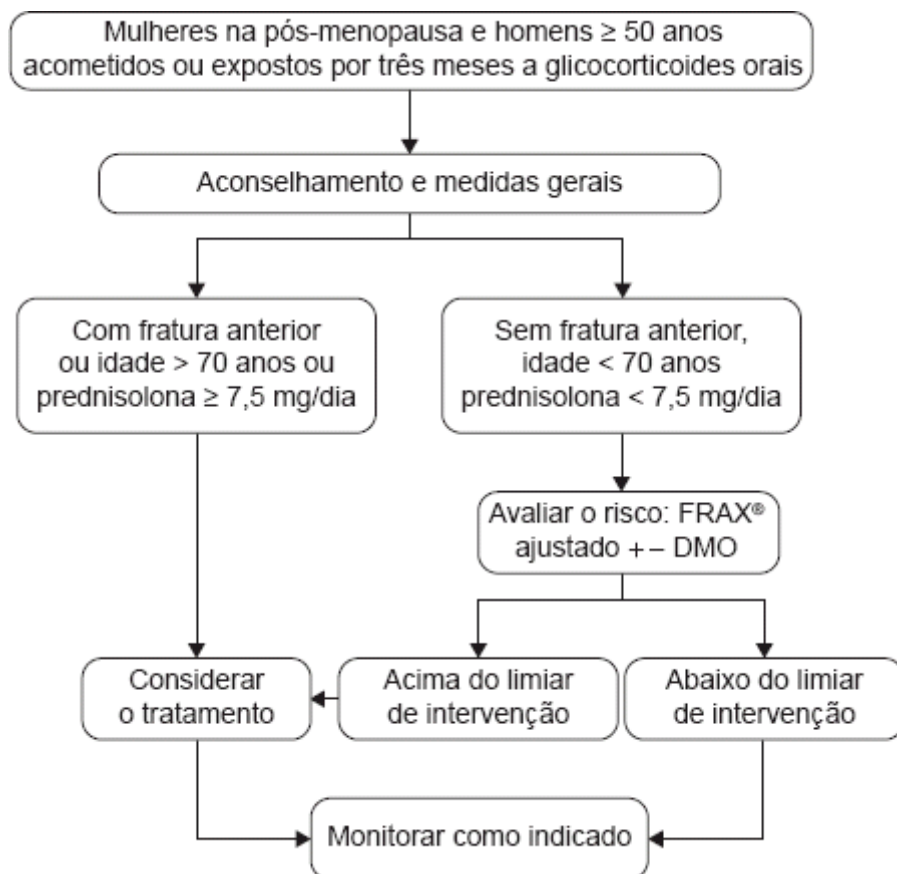 Mulheres na pós-menopausa e homens ≥ 50 anos
acometidos ou expostos por três meses a glicocorticoides orais
Aconselhamento e medidas gerais
Com fratura anterior
ou idade > 70 anos ou
prednisolona ≥ 7,5 mg/dia
Sem fratura anterior,
idade < 70 anos
prednisolona < 7,5 mg/dia
Avaliar o risco: FRAX®
ajustado + – DMO
Considerar
o tratamento
Acima do limiar
de intervenção
Abaixo do limiar
de intervenção
Monitorar como indicado